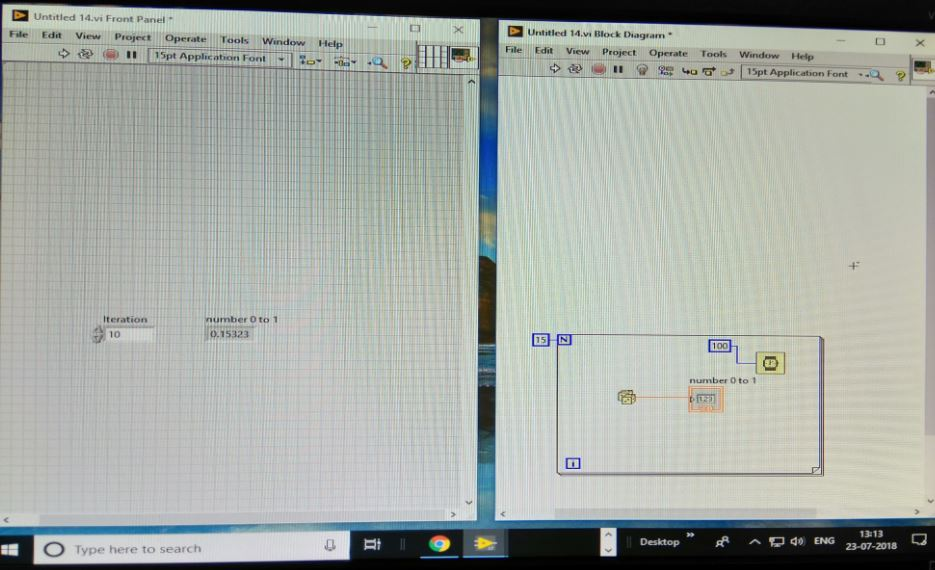 Untitled 14.vi Front Panel *
File Edit View Project Operate Tools Window Help
15pt Application Font
Iteration
10
number 0 to 1
0.15323
Untitled 14.vi Block Diagram *
File Edit View Project Operate Tools Window Help
15pt Application Font
15 N
100
number 0 to 1
123
i
Type here to search
Desktop
ENG
13:13
23-07-2018